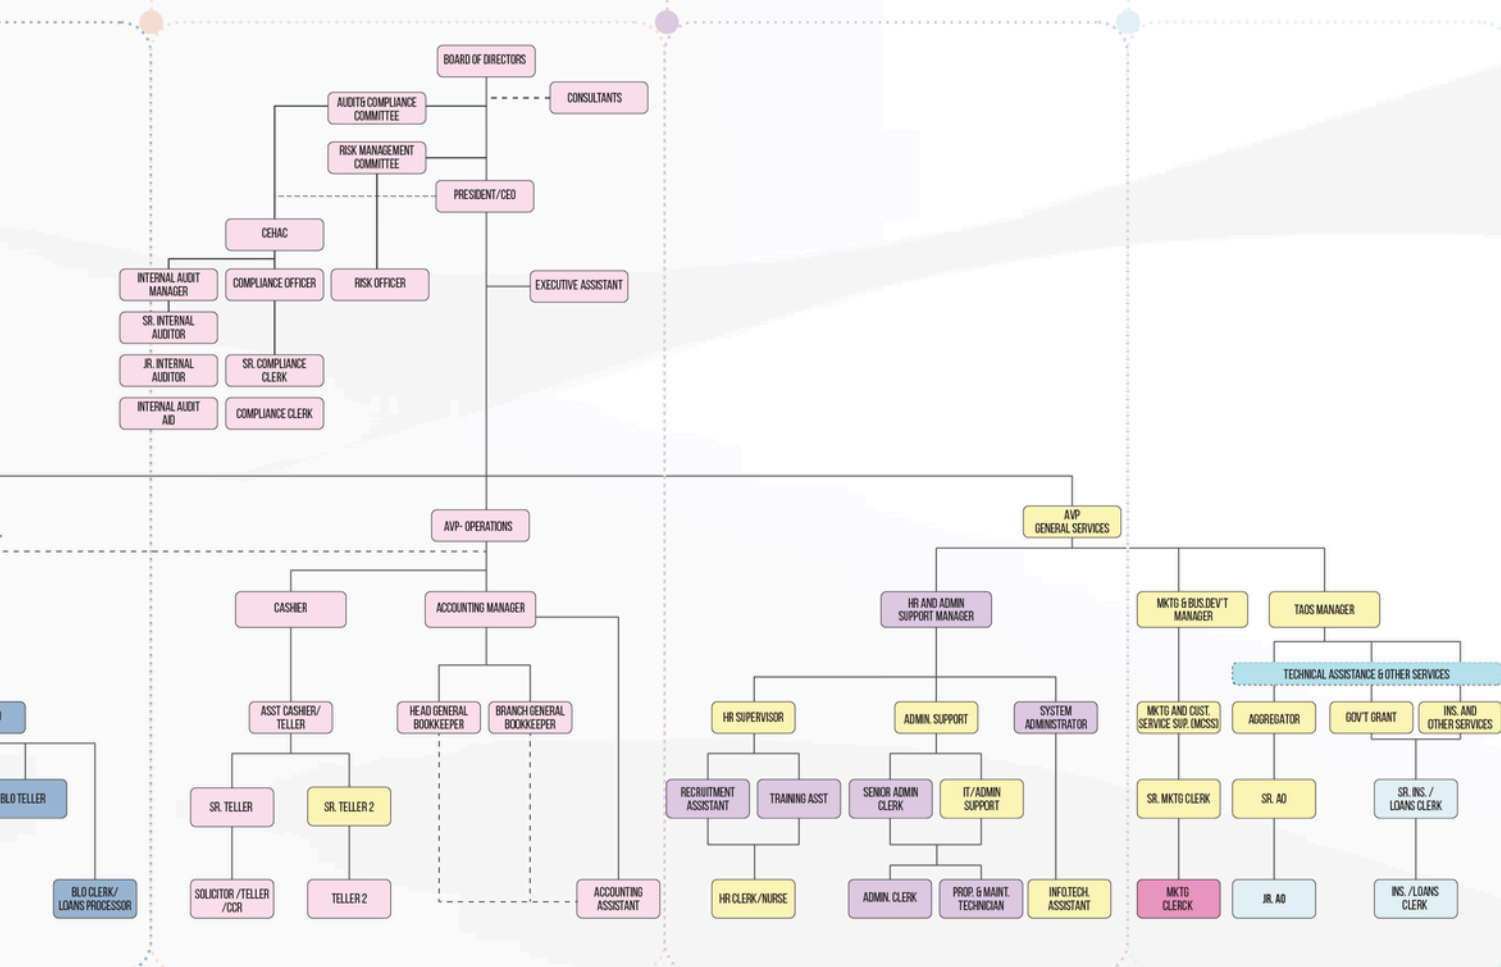 BOARD OF DIRECTORS
CONSULTANTS
AUDIT& COMPLIANCE
COMMITTEE
RISK MANAGEMENT
COMMITTEE
PRESIDENT/CEO
CEHAC
INTERNAL AUDIT
MANAGER
COMPLIANCE OFFICER
RISK OFFICER
EXECUTIVE ASSISTANT
SR. INTERNAL
AUDITOR
JR. INTERNAL
AUDITOR
SR. COMPLIANCE
CLERK
INTERNAL AUDIT
AID
COMPLIANCE CLERK
AVP- OPERATIONS
AVP
GENERAL SERVICES
CASHIER
ACCOUNTING MANAGER
HR AND ADMIN
SUPPORT MANAGER
MKTG & BUS.DEV'T
MANAGER
TAOS MANAGER
TECHNICAL ASSISTANCE & OTHER SERVICES
ASST CASHIER/
TELLER
HEAD GENERAL
BOOKKEEPER
BRANCH GENERAL
BOOKKEEPER
HR SUPERVISOR
ADMIN. SUPPORT
SYSTEM
ADMINISTRATOR
MKTG AND CUST.
SERVICE SUP. (MCSS)
AGGREGATOR
GOV'T GRANT
INS. AND
OTHER SERVICES
BLO TELLER
SR. TELLER
SR. TELLER 2
RECRUITMENT
ASSISTANT
TRAINING ASST
SENIOR ADMIN
CLERK
IT/ADMIN
SUPPORT
SR. MKTG CLERK
SR. AO
SR. INS. /
LOANS CLERK
BLO CLERK/
LOANS PROCESSOR
SOLICITOR /TELLER
/CCR
TELLER 2
ACCOUNTING
ASSISTANT
HR CLERK/NURSE
ADMIN. CLERK
PROP. & MAINT.
TECHNICIAN
INFO.TECH.
ASSISTANT
MKTG
CLERCK
JR. AO
INS. /LOANS
CLERK